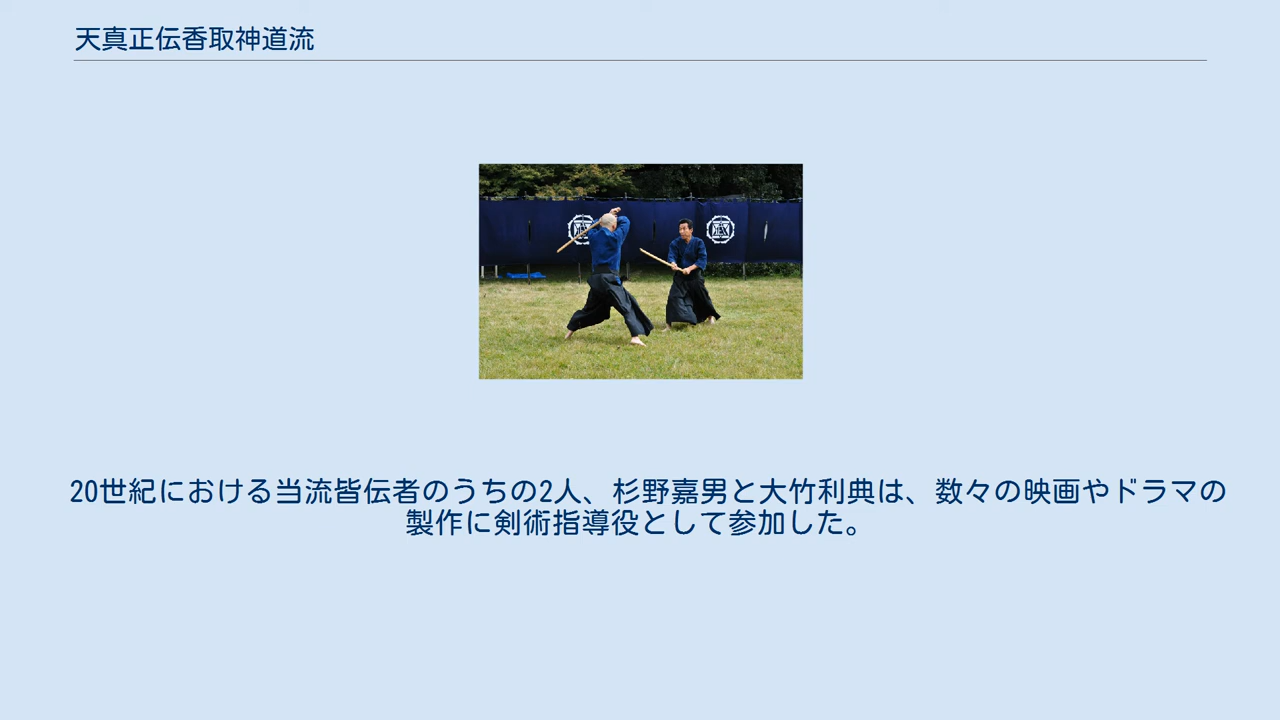 天真正伝香取神道流
20世紀における当流皆伝者のうちの2人、杉野嘉男と大竹利典は、数々の映画やドラマの
製作に剣術指導役として参加した。